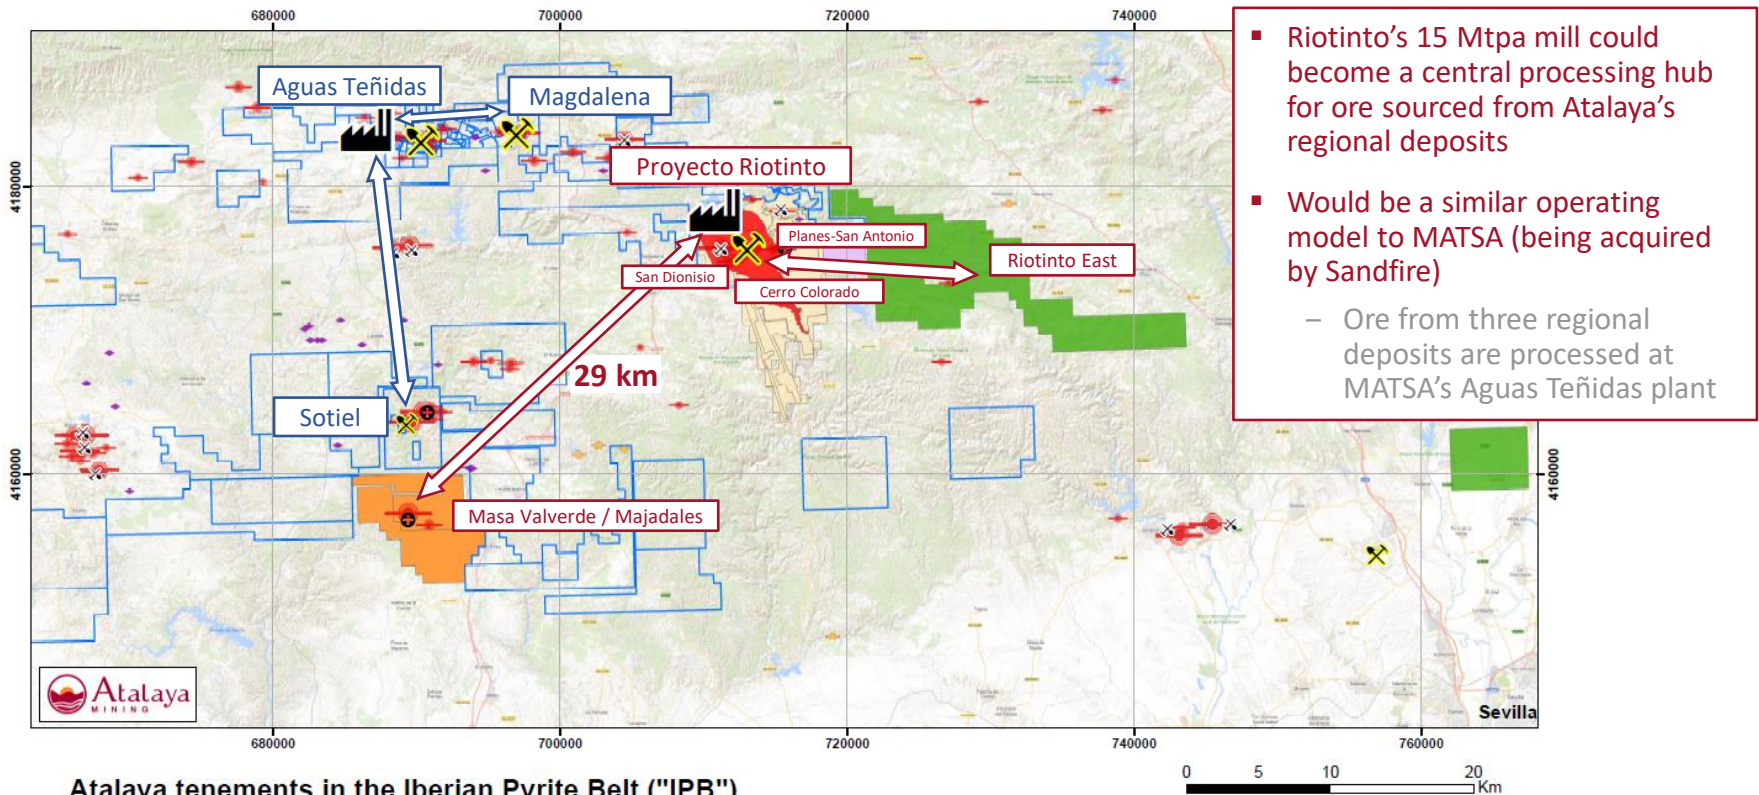 680000
700000
720000
740000
Aguas Teñidas
Magdalena
4180000
Proyecto Riotinto
Planes-San Antonio
San Dionisio
Riotinto East
Cerro Colorado
29 km
Sotiel
4160000
4160000
Masa Valverde / Majadales
Atalaya
MINING
Sevilla
680000
700000
720000
740000
760000
▪ Riotinto's 15 Mtpa mill could
become a central processing hub
for ore sourced from Atalaya's
regional deposits
▪ Would be a similar operating
model to MATSA (being acquired
by Sandfire)
– Ore from three regional
deposits are processed at
MATSA's Aguas Teñidas plant
0 5 10 20
Km
Atalaya tenements in the Iberian Pyrite Belt ("IPB")